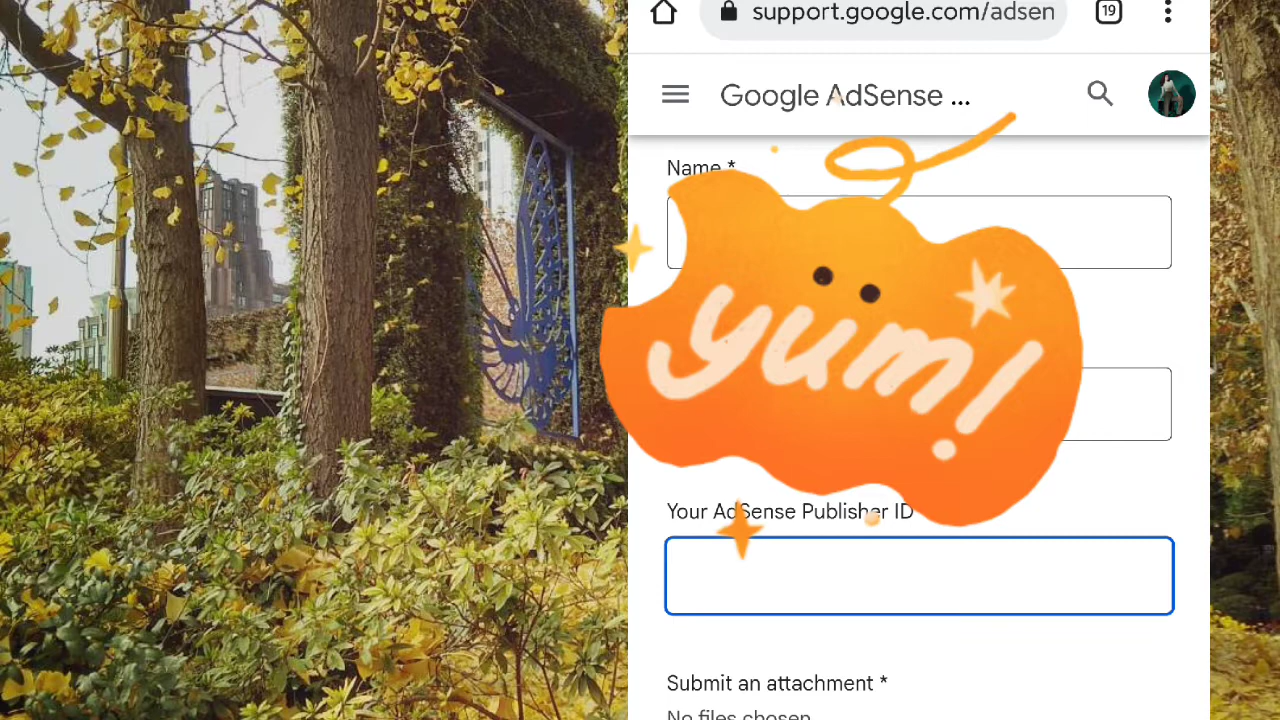 support.google.com/adsen
19
Google AdSense ...
Name *
yum!
Your AdSense Publisher ID
Submit an attachment *
No files chosen